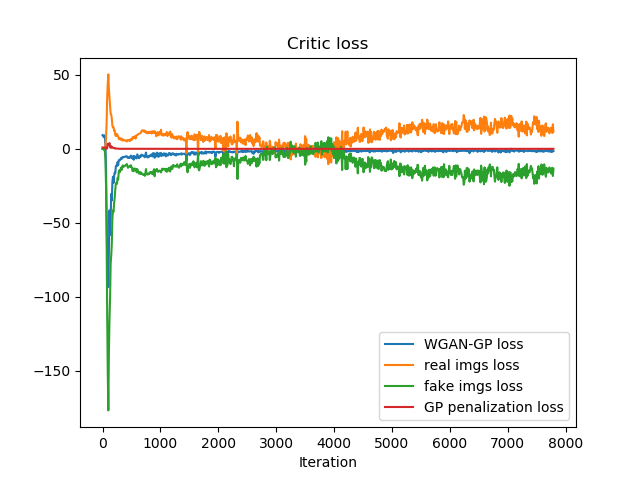 Critic loss
50
0
−50
−100
−150
WGAN-GP loss
real imgs loss
fake imgs loss
GP penalization loss
0 1000 2000 3000 4000 5000 6000 7000 8000
Iteration